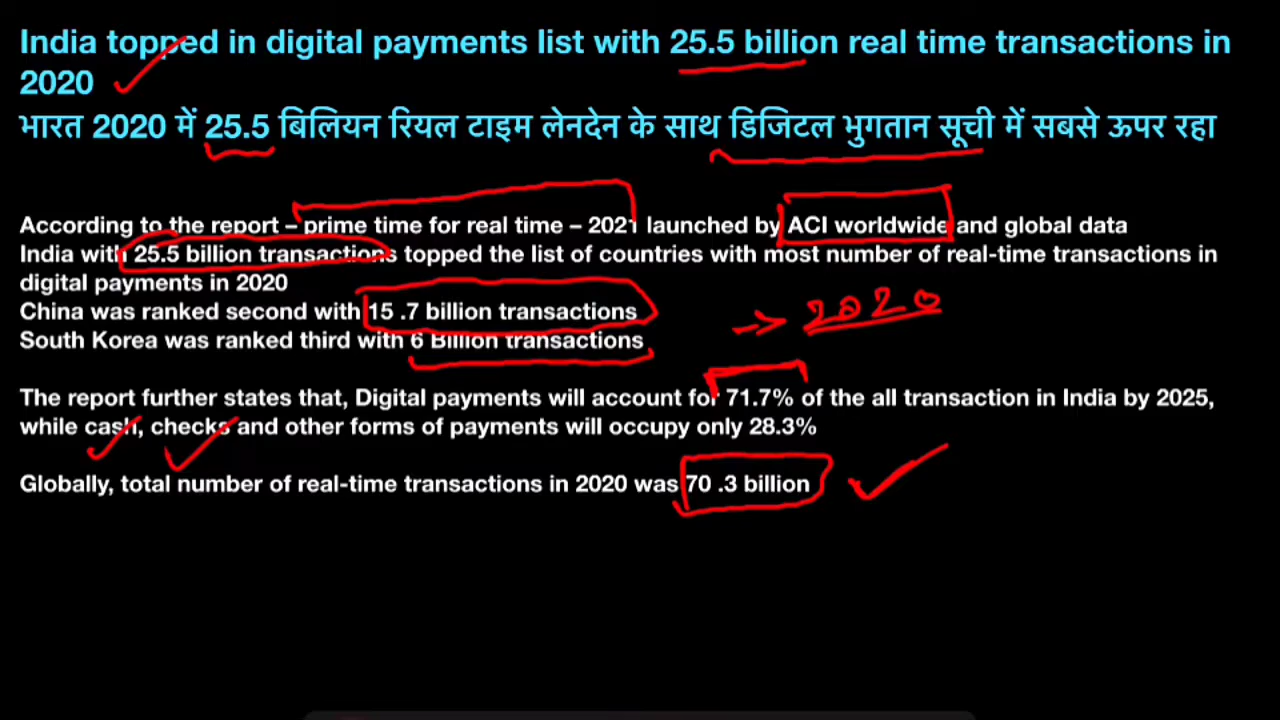 India topped in digital payments list with 25.5 billion real time transactions in
2020
भारत 2020 में 25.5 बिलियन रियल टाइम लेनदेन के साथ डिजिटल भुगतान सूची में सबसे ऊपर रहा
According to the report – prime time for real time – 2021 launched by ACI worldwide and global data
India with 25.5 billion transactions topped the list of countries with most number of real-time transactions in
digital payments in 2020
China was ranked second with 15 .7 billion transactions
-> 2020
South Korea was ranked third with 6 Billion transactions
The report further states that, Digital payments will account for 71.7% of the all transaction in India by 2025,
while cash, checks and other forms of payments will occupy only 28.3%
Globally, total number of real-time transactions in 2020 was 70 .3 billion